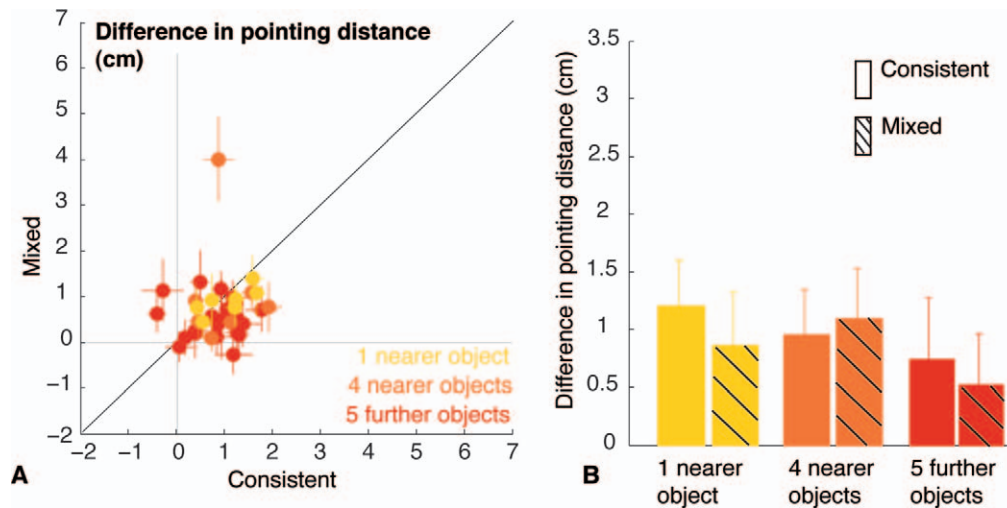 Difference in pointing distance
(cm)
7
6
5
4
3
2
1
0
−1
−2
Mixed
1 nearer object
4 nearer objects
5 further objects
−2 −1 0 1 2 3 4 5 6 7
Consistent
A
Difference in pointing distance (cm)
3.5
3
2.5
2
1.5
1
0.5
0
Consistent
Mixed
1 nearer
object
4 nearer
objects
5 further
objects
B